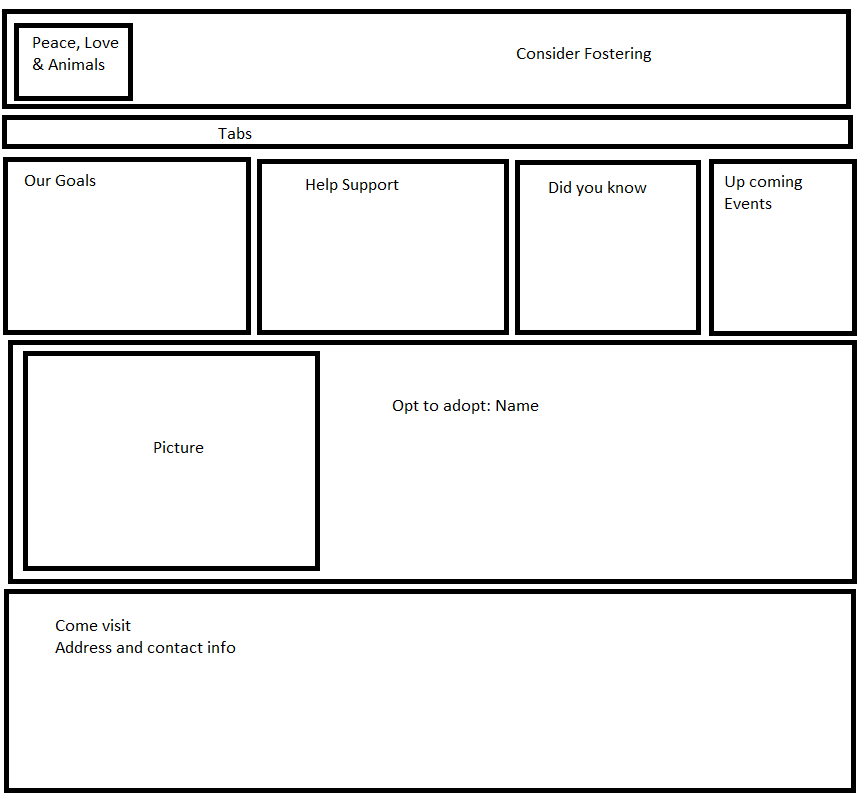 Peace, Love
& Animals
Consider Fostering
Tabs
Our Goals
Help Support
Did you know
Up coming
Events
Picture
Opt to adopt: Name
Come visit
Address and contact info